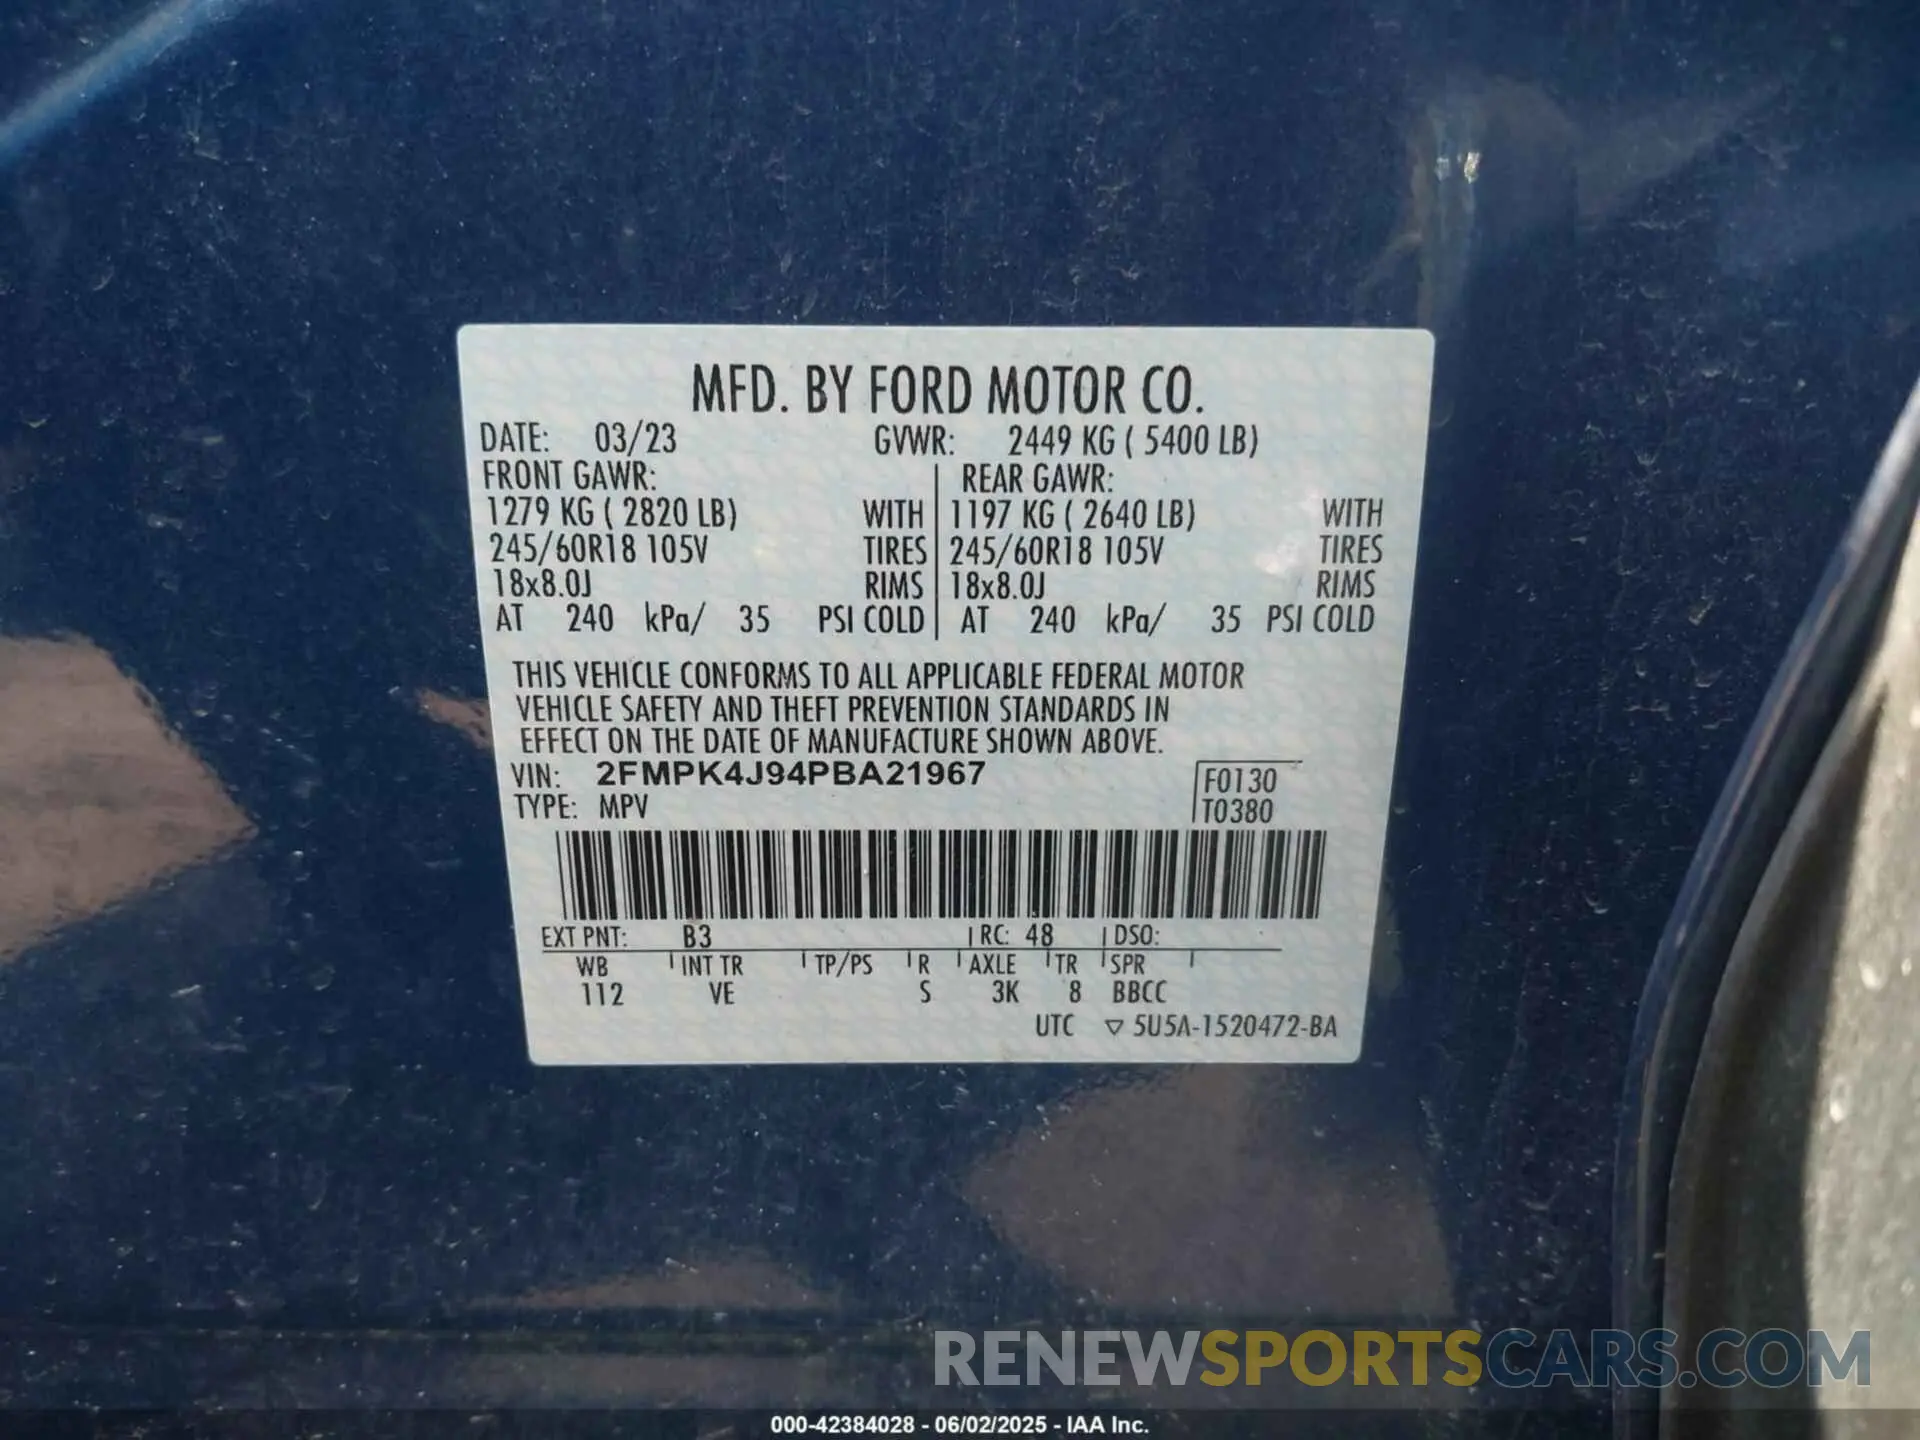 MFD. BY FORD MOTOR CO.
DATE: 03/23 GVWR: 2449 KG ( 5400 LB)
FRONT GAWR: REAR GAWR:
1279 KG ( 2820 LB) WITH 1197 KG ( 2640 LB) WITH
245/60R18 105V TIRES 245/60R18 105V TIRES
18x8.0J RIMS 18x8.0J RIMS
AT 240 kPa/ 35 PSI COLD AT 240 kPa/ 35 PSI COLD
THIS VEHICLE CONFORMS TO ALL APPLICABLE FEDERAL MOTOR
VEHICLE SAFETY AND THEFT PREVENTION STANDARDS IN
EFFECT ON THE DATE OF MANUFACTURE SHOWN ABOVE.
VIN: 2FMPK4J94PBA21967 F0130
TYPE: MPV T0380
EXT PNT: B3 RC: 48 DSO:
WB INT TR TP/PS R AXLE TR SPR
112 VE S 3K 8 BBCC
UTC ▽ 5U5A-1520472-BA
RENEWSPORTSCARS.COM
000-42384028 - 06/02/2025 - IAA Inc.